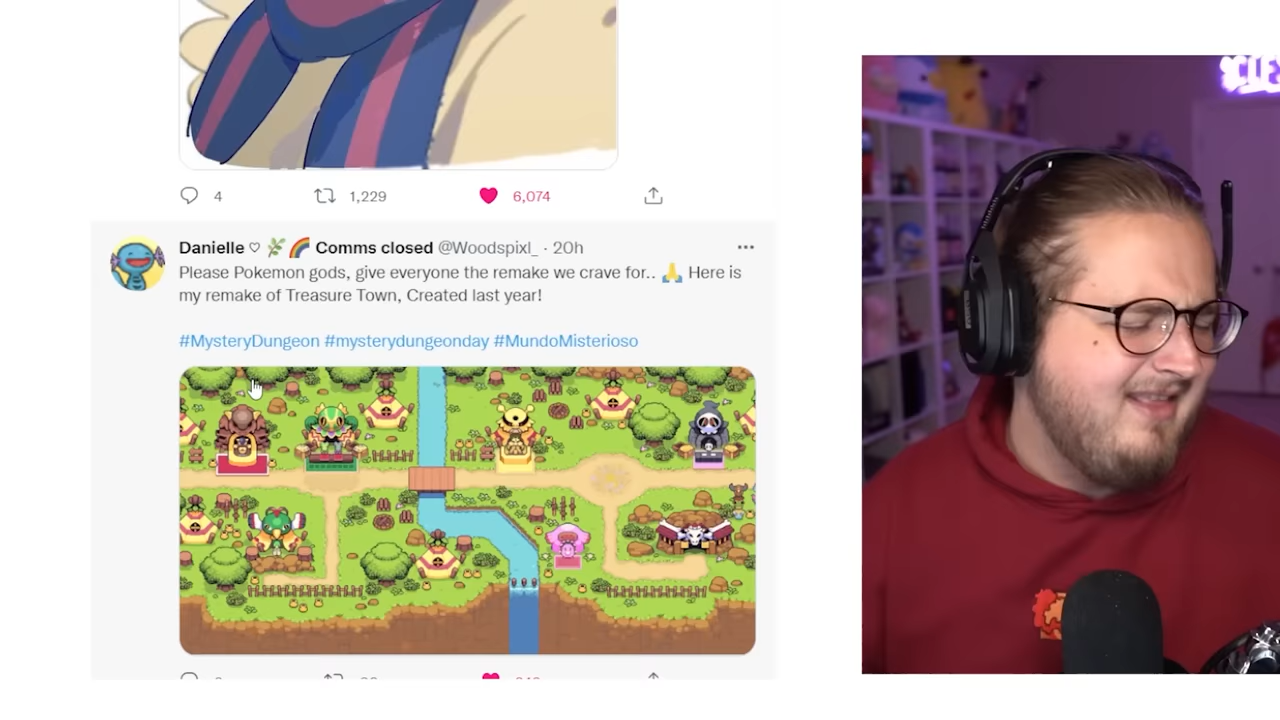 4 1,229 6,074
Danielle ♡ 🌿🌈 Comms closed @Woodspixl_ · 20h
Please Pokemon gods, give everyone the remake we crave for.. 🙏 Here is
my remake of Treasure Town, Created last year!
#MysteryDungeon #mysterydungeonday #MundoMisterioso